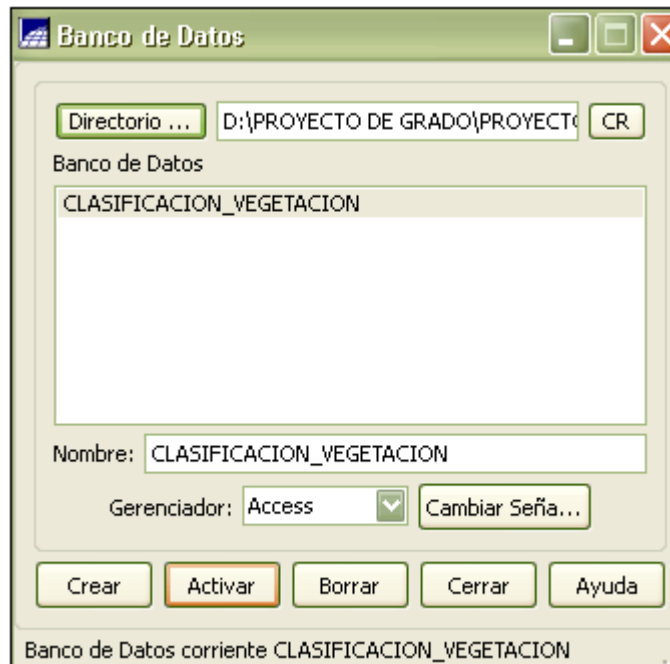 Banco de Datos
Directorio ... D:\PROYECTO DE GRADO\PROYECTO CR
Banco de Datos
CLASIFICACION_VEGETACION
Nombre: CLASIFICACION_VEGETACION
Gerenciador: Access Cambiar Seña...
Crear Activar Borrar Cerrar Ayuda
Banco de Datos corriente CLASIFICACION_VEGETACION